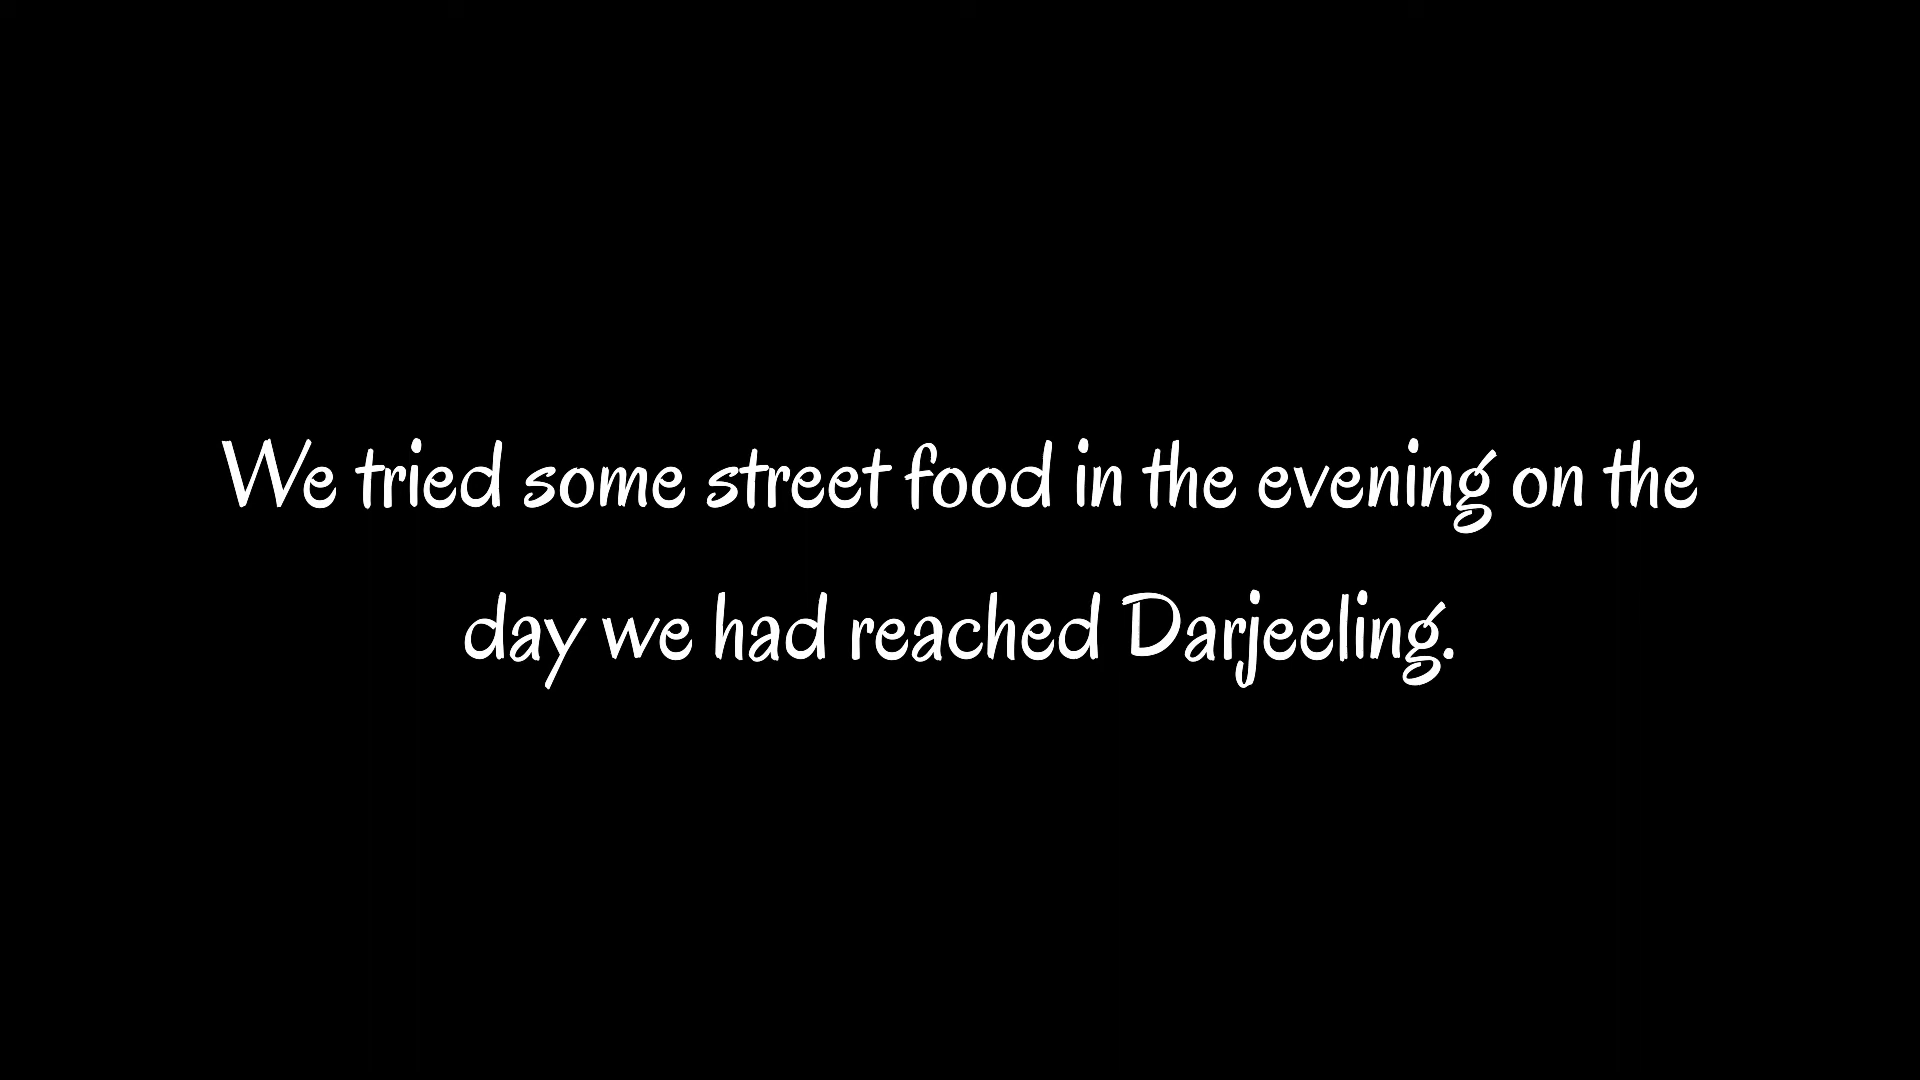 We tried some street food in the evening on the
day we had reached Darjeeling.